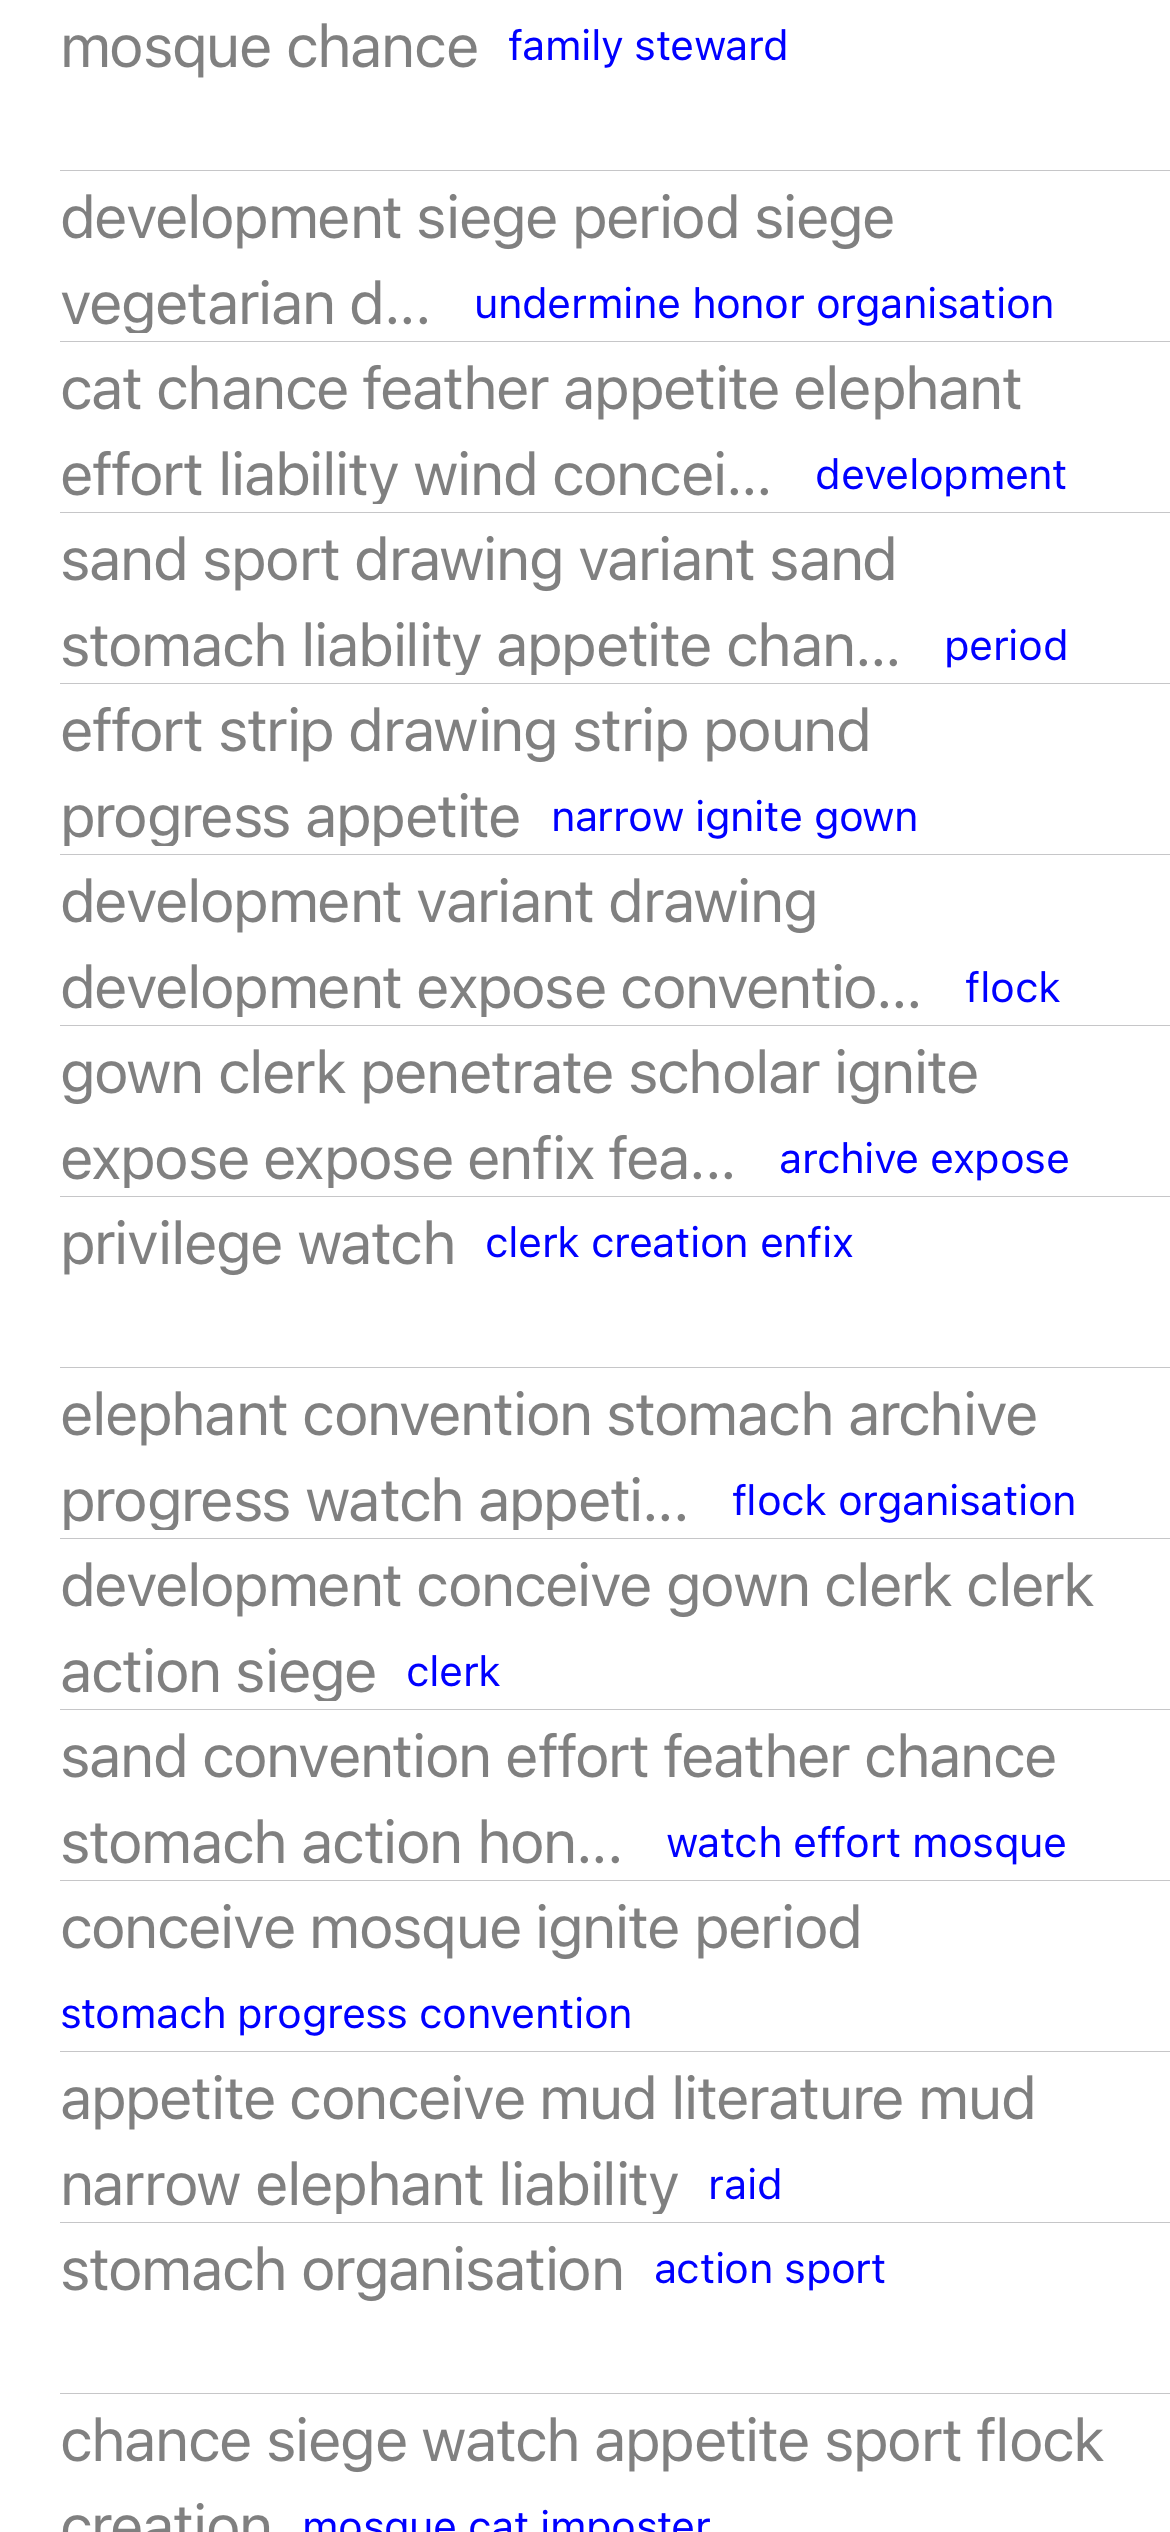 mosque chance family steward
development siege period siege
vegetarian d... undermine honor organisation
cat chance feather appetite elephant
effort liability wind concei... development
sand sport drawing variant sand
stomach liability appetite chan... period
effort strip drawing strip pound
progress appetite narrow ignite gown
development variant drawing
development expose conventio... flock
gown clerk penetrate scholar ignite
expose expose enfix fea... archive expose
privilege watch clerk creation enfix
elephant convention stomach archive
progress watch appeti... flock organisation
development conceive gown clerk clerk
action siege clerk
sand convention effort feather chance
stomach action hon... watch effort mosque
conceive mosque ignite period
stomach progress convention
appetite conceive mud literature mud
narrow elephant liability raid
stomach organisation action sport
chance siege watch appetite sport flock
creation mosque cat imposter